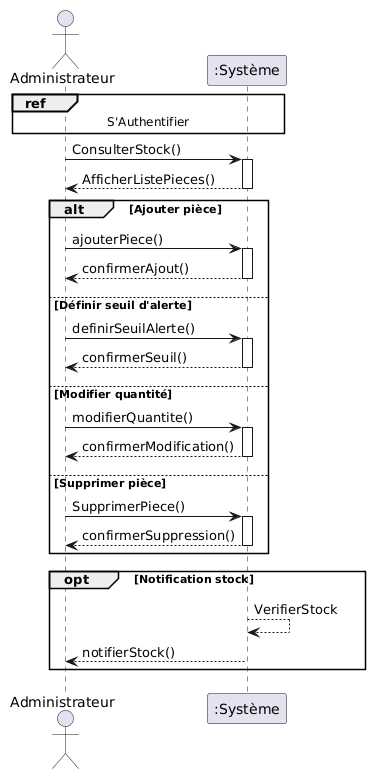 Administrateur
:Système
ref
S'Authentifier
ConsulterStock()
AfficherListePieces()
alt [Ajouter pièce]
ajouterPiece()
confirmerAjout()
[Définir seuil d'alerte]
definirSeuilAlerte()
confirmerSeuil()
[Modifier quantité]
modifierQuantite()
confirmerModification()
[Supprimer pièce]
SupprimerPiece()
confirmerSuppression()
opt [Notification stock]
VerifierStock
notifierStock()
Administrateur
:Système